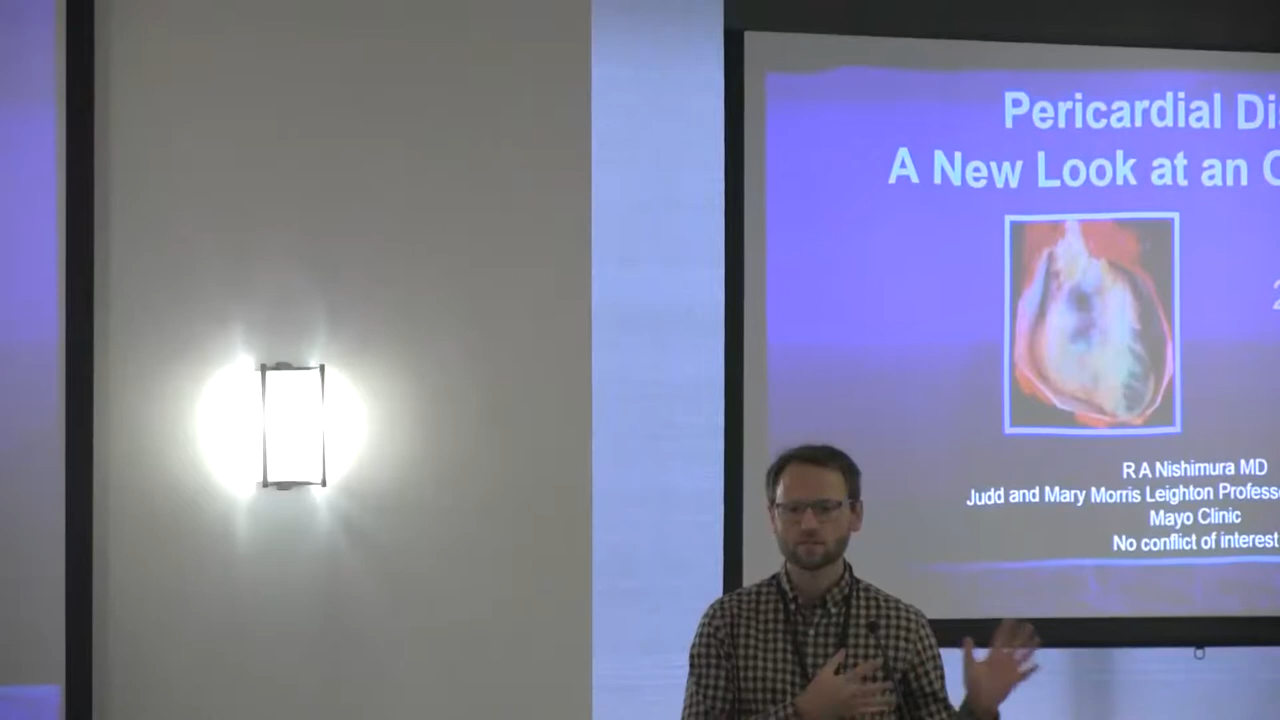 Pericardial Di
A New Look at an
R A Nishimura MD
Judd and Mary Morris Leighton Profess
Mayo Clinic
No conflict of interest